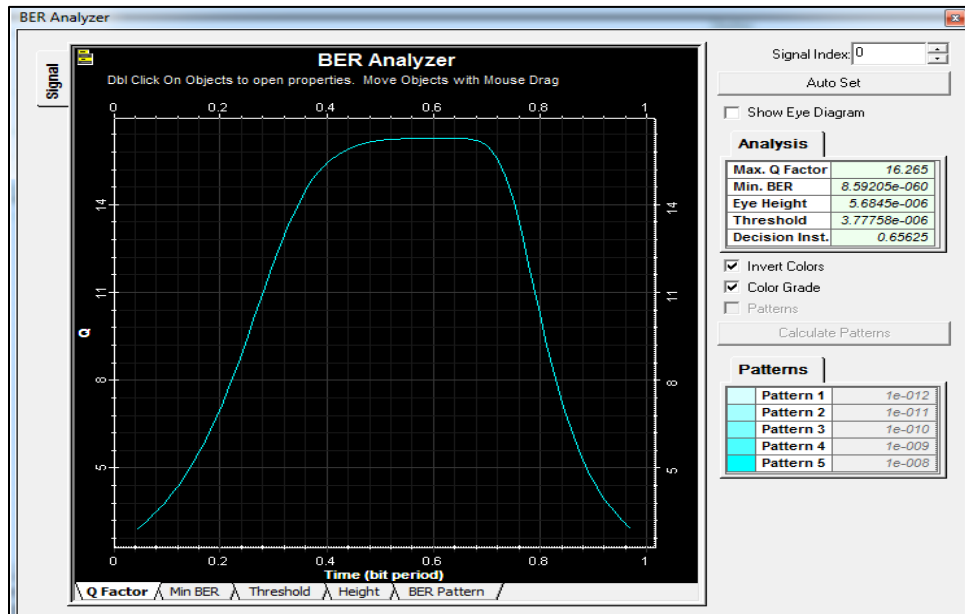 BER Analyzer
Signal
BER Analyzer
Dbl Click On Objects to open properties. Move Objects with Mouse Drag
0 0.2 0.4 0.6 0.8 1
14 14
11 11
Q
8 8
5 5
0 0.2 0.4 0.6 0.8 1
Time (bit period)
Q Factor Min BER Threshold Height BER Pattern
Signal Index: 0
Auto Set
Show Eye Diagram
Analysis
Max. Q Factor 16.265
Min. BER 8.59205e-060
Eye Height 5.6845e-006
Threshold 3.77758e-006
Decision Inst. 0.65625
Invert Colors
Color Grade
Patterns
Calculate Patterns
Patterns
Pattern 1 1e-012
Pattern 2 1e-011
Pattern 3 1e-010
Pattern 4 1e-009
Pattern 5 1e-008